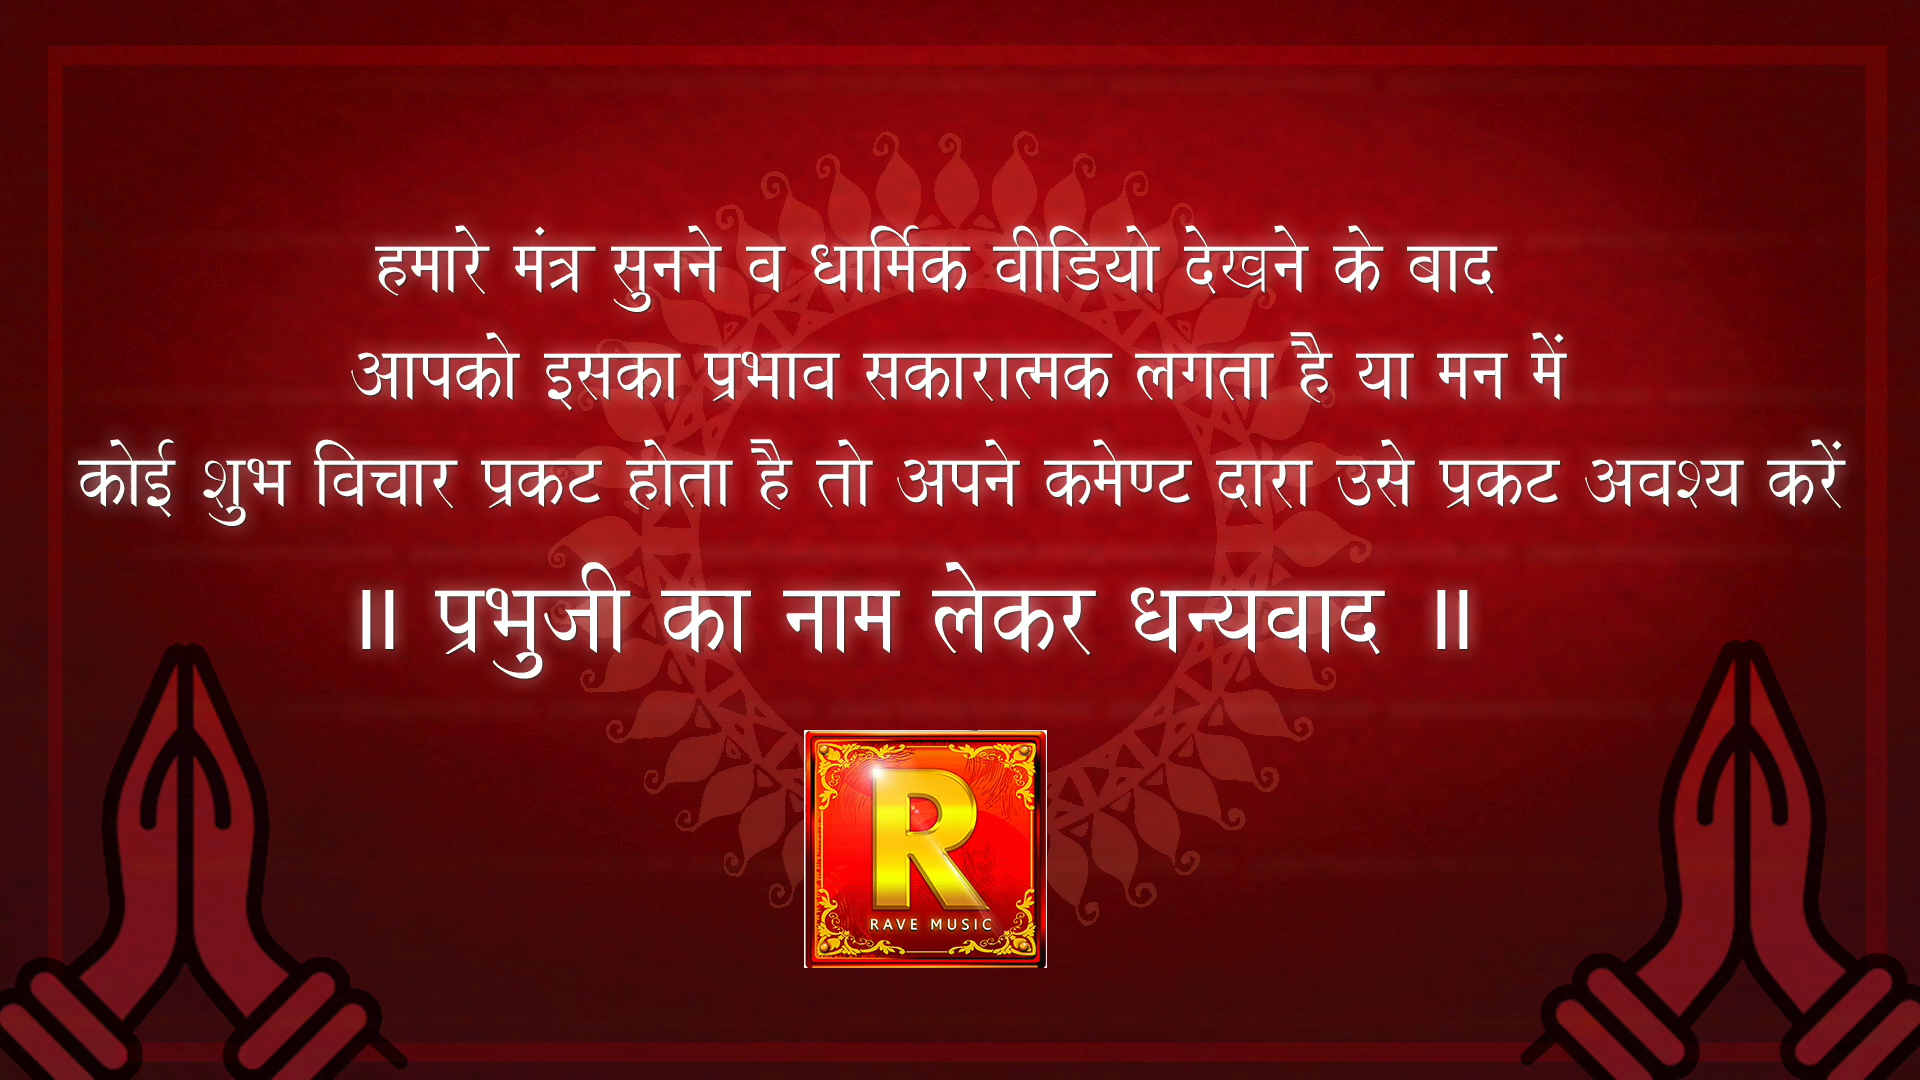 हमारे मंत्र सुनने व धार्मिक वीडियो देखने के बाद
आपको इसका प्रभाव सकारात्मक लगता है या मन में
कोई शुभ विचार प्रकट होता है तो अपने कमेण्ट दारा उसे प्रकट अवश्य करें
॥ प्रभुजी का नाम लेकर धन्यवाद ॥
R
RAVE MUSIC